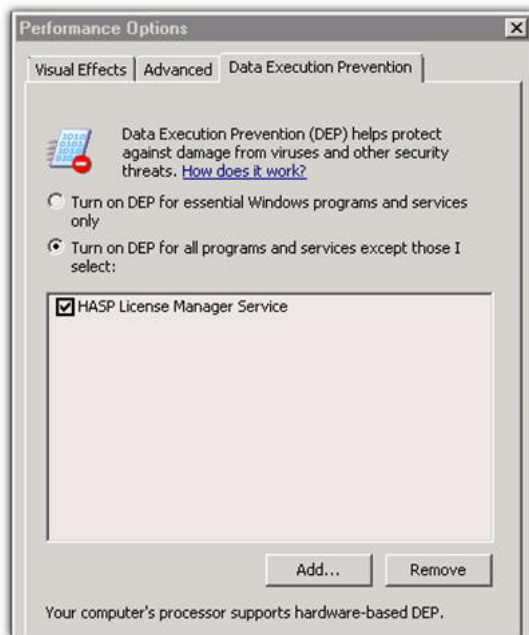 Performance Options
Visual Effects Advanced Data Execution Prevention
Data Execution Prevention (DEP) helps protect
against damage from viruses and other security
threats. How does it work?
Turn on DEP for essential Windows programs and services
only
Turn on DEP for all programs and services except those I
select:
HASP License Manager Service
Add... Remove
Your computer's processor supports hardware-based DEP.